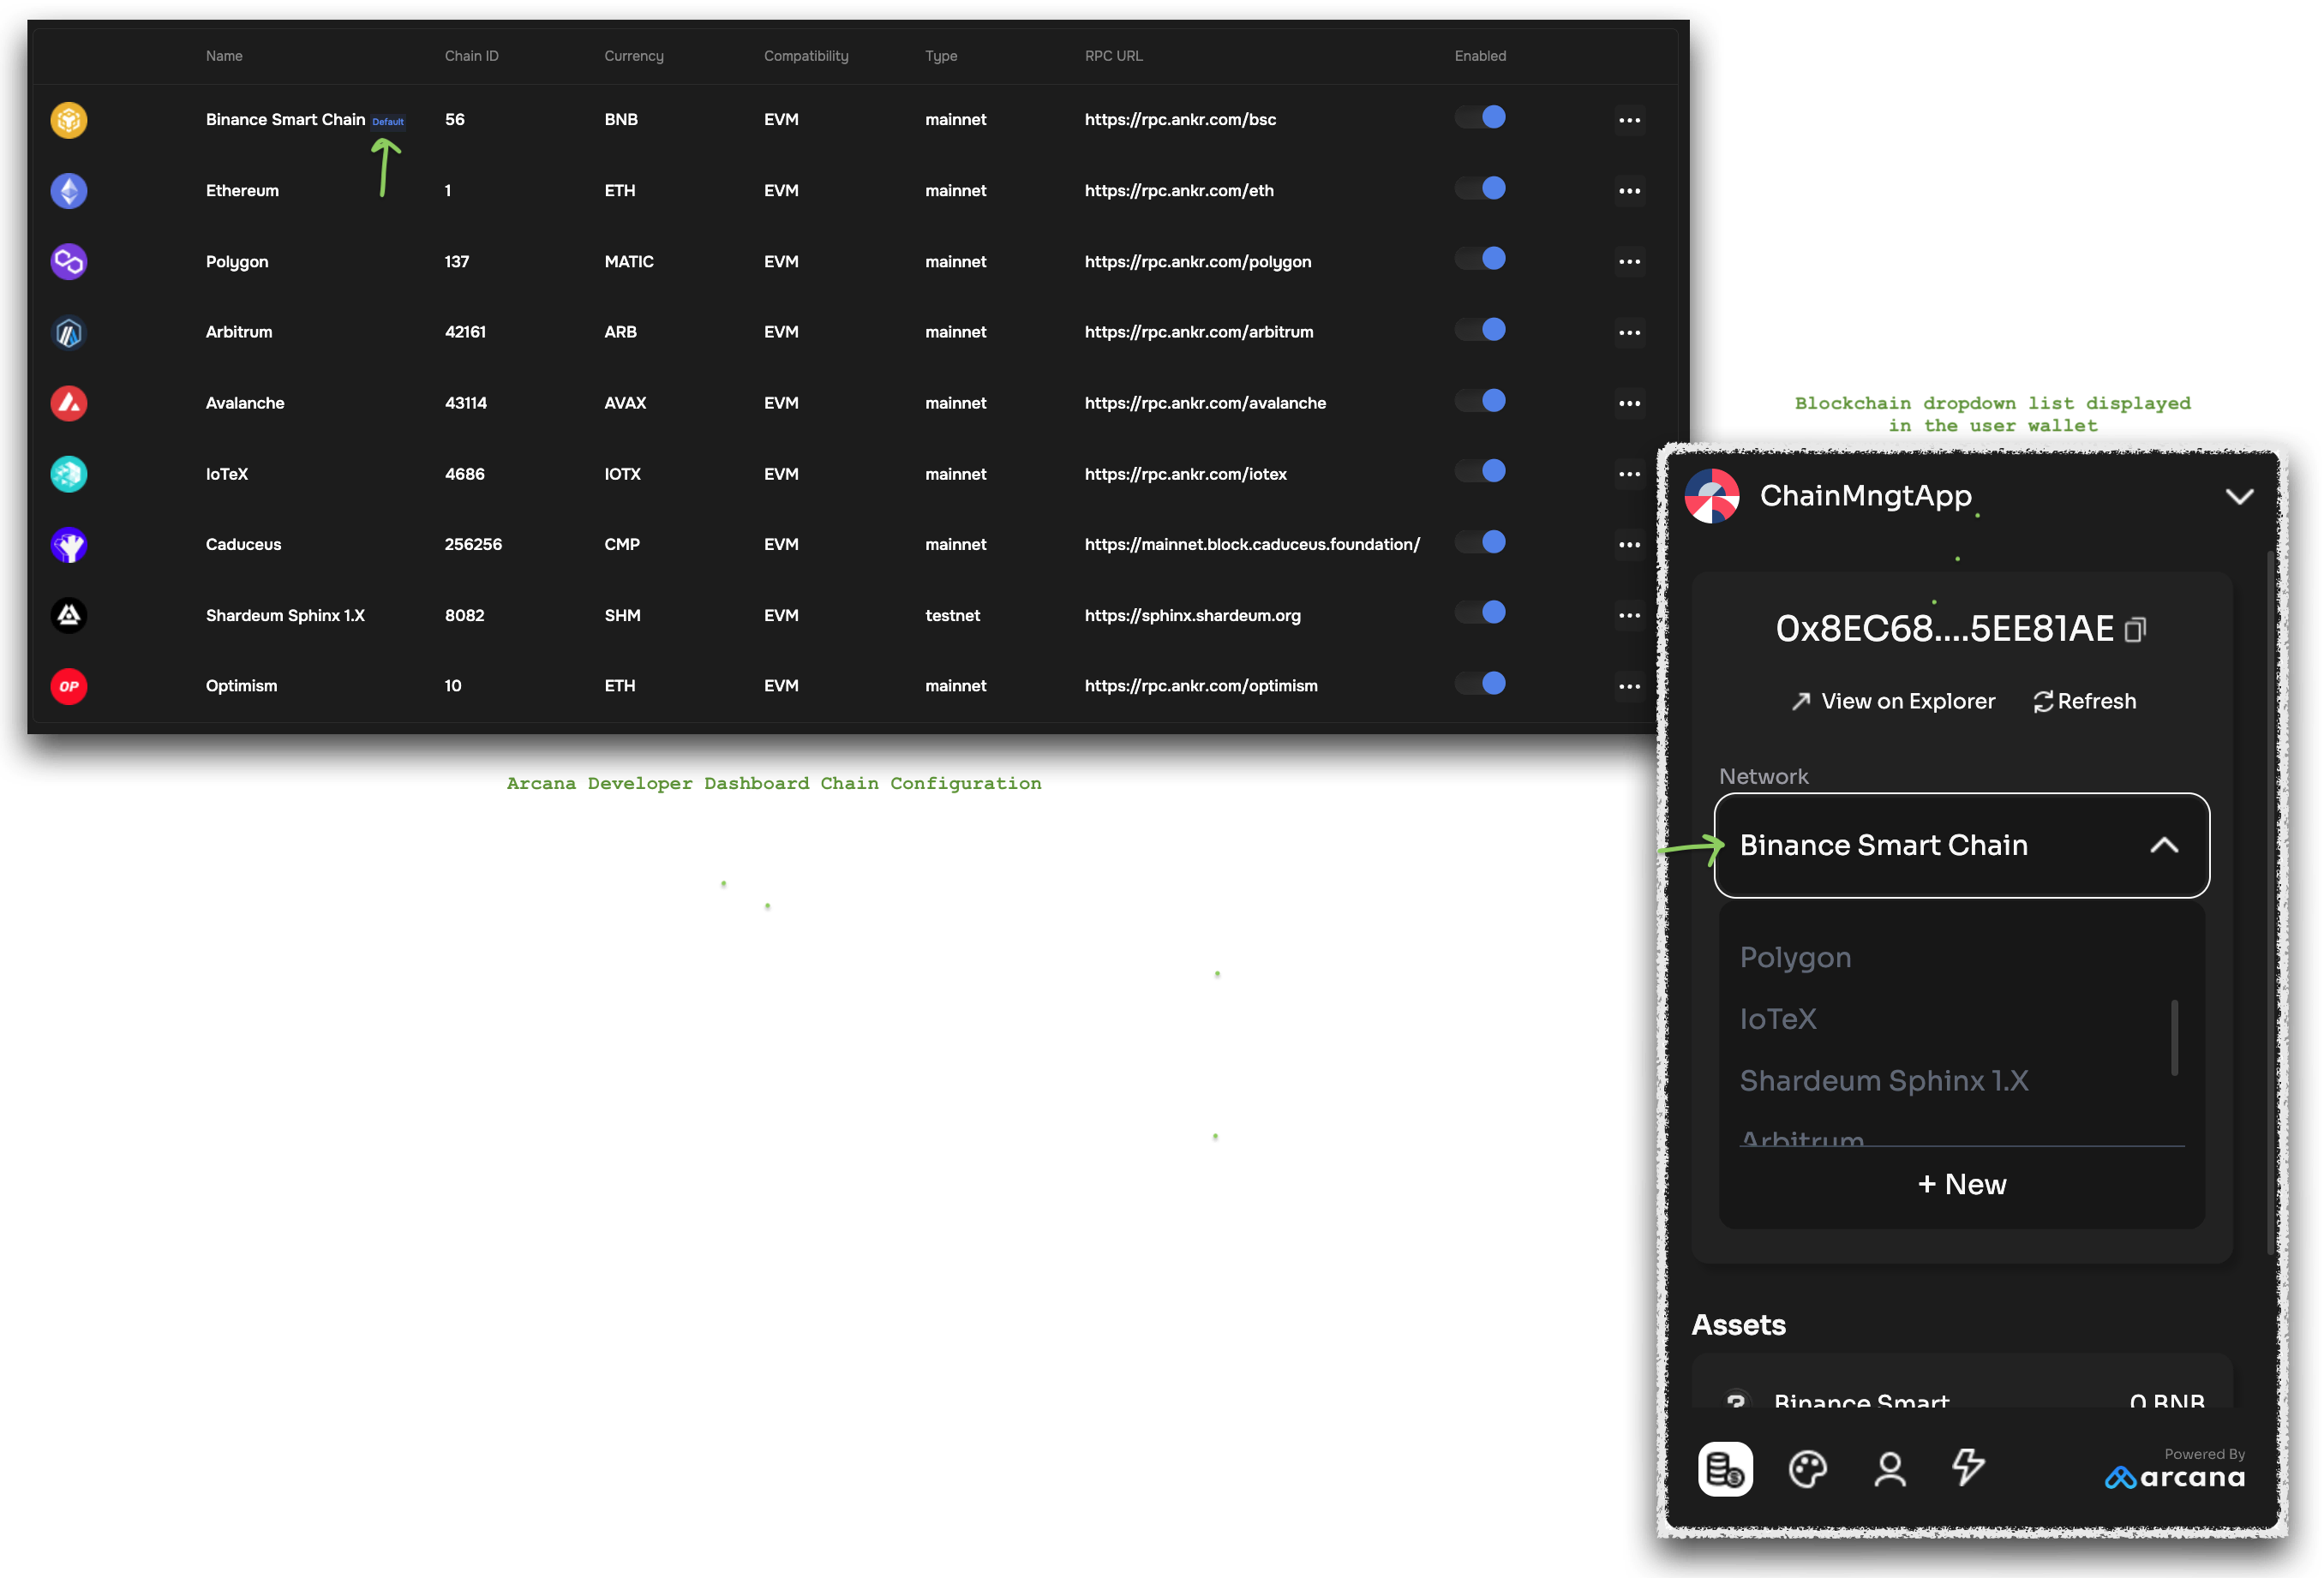 Name Chain ID Currency Compatibility Type RPC URL Enabled
Binance Smart Chain Default 56 BNB EVM mainnet https://rpc.ankr.com/bsc
Ethereum 1 ETH EVM mainnet https://rpc.ankr.com/eth
Polygon 137 MATIC EVM mainnet https://rpc.ankr.com/polygon
Arbitrum 42161 ARB EVM mainnet https://rpc.ankr.com/arbitrum
Avalanche 43114 AVAX EVM mainnet https://rpc.ankr.com/avalanche
IoTeX 4686 IOTX EVM mainnet https://rpc.ankr.com/iotex
Caduceus 256256 CMP EVM mainnet https://mainnet.block.caduceus.foundation/
Shardeum Sphinx 1.X 8082 SHM EVM testnet https://sphinx.shardeum.org
OP Optimism 10 ETH EVM mainnet https://rpc.ankr.com/optimism
Arcana Developer Dashboard Chain Configuration
Blockchain dropdown list displayed
in the user wallet
ChainMngtApp
0x8EC68....5EE81AE
View on Explorer Refresh
Network
Binance Smart Chain
Polygon
IoTeX
Shardeum Sphinx 1.X
Arbitrum
+ New
Assets
Binance Smart 0 BNB
Powered By
arcana